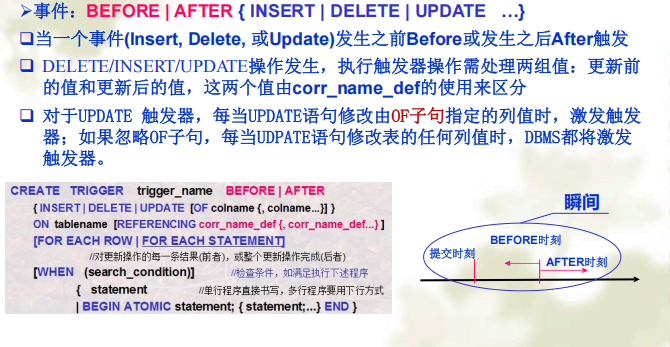 ➢事件：BEFORE | AFTER { INSERT | DELETE | UPDATE …}
❑当一个事件(Insert, Delete, 或Update)发生之前Before或发生之后After触发
❑ DELETE/INSERT/UPDATE操作发生，执行触发器操作需处理两组值：更新前
的值和更新后的值，这两个值由corr_name_def的使用来区分
❑ 对于UPDATE 触发器，每当UPDATE语句修改由OF子句指定的列值时，激发触发
器；如果忽略OF子句，每当UDPATE语句修改表的任何列值时，DBMS都将激发
触发器。
CREATE TRIGGER trigger_name BEFORE | AFTER
{ INSERT | DELETE | UPDATE [OF colname {, colname...}] }
ON tablename [REFERENCING corr_name_def {, corr_name_def...} ]
[FOR EACH ROW | FOR EACH STATEMENT]
//对更新操作的每一条结果(前者)，或整个更新操作完成(后者)
[WHEN (search_condition)] //检查条件，如满足执行下述程序
{ statement //单行程序直接书写，多行程序要用下行方式
| BEGIN ATOMIC statement; { statement;...} END }
瞬间
BEFORE时刻
提交时刻
AFTER时刻